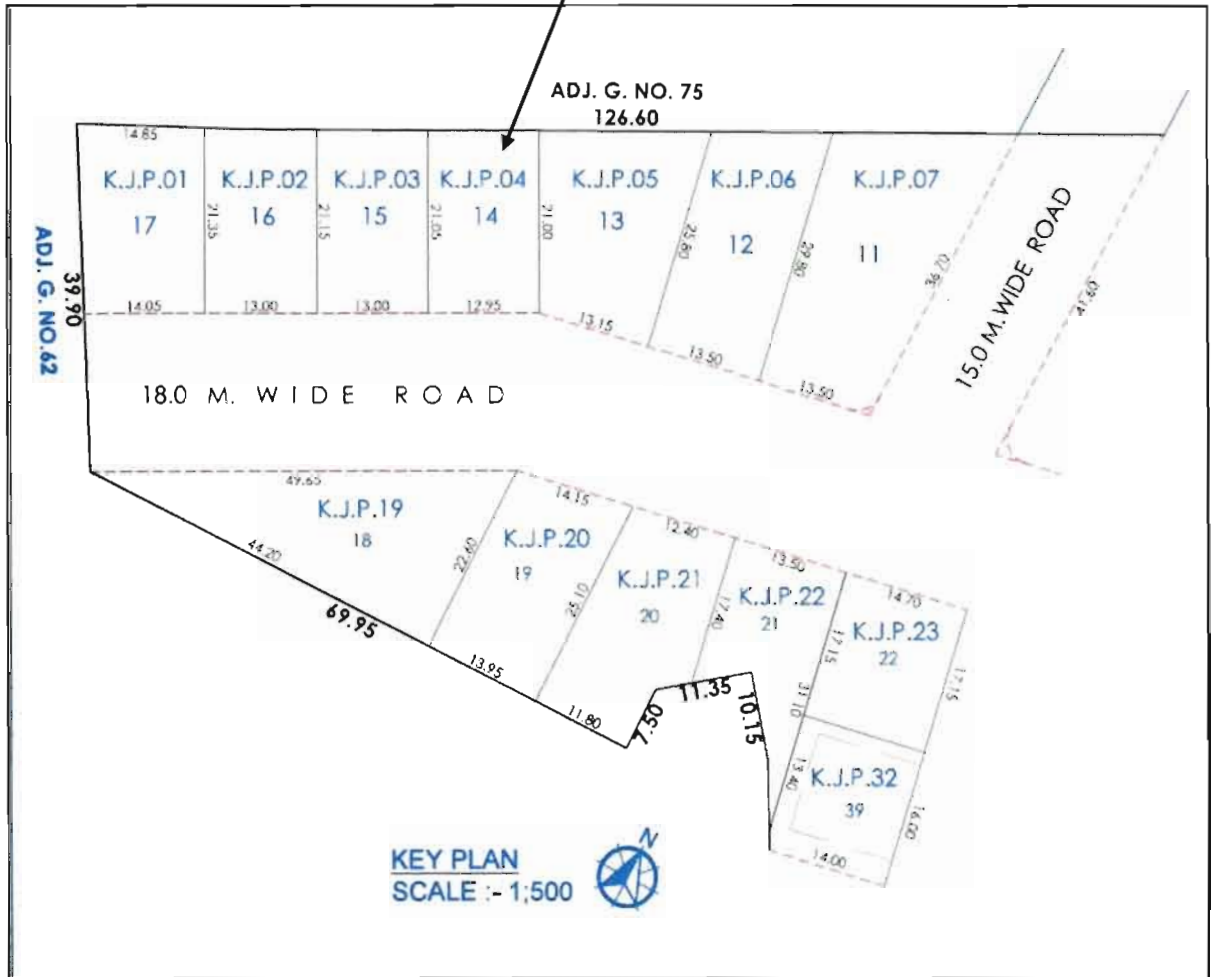 ADJ. G. NO. 75
126.60
14.65
K.J.P.01
17
K.J.P.02
16
K.J.P.03
15
K.J.P.04
14
K.J.P.05
13
K.J.P.06
12
K.J.P.07
11
21.35
21.15
21.05
21.00
25.80
29.80
36.70
15.0 M.WIDE ROAD
41.60
ADJ. G. NO.62
39.90
14.05
13.00
13.00
12.95
13.15
13.50
13.50
18.0 M. WIDE ROAD
49.65
K.J.P.19
18
44.20
69.95
22.60
14.15
K.J.P.20
19
13.95
25.10
12.40
K.J.P.21
20
11.80
17.40
13.50
K.J.P.22
21
7.50
11.35
10.15
14.70
K.J.P.23
22
17.15
31.10
17.15
K.J.P.32
39
13.40
16.00
14.00
KEY PLAN
SCALE :- 1;500
N